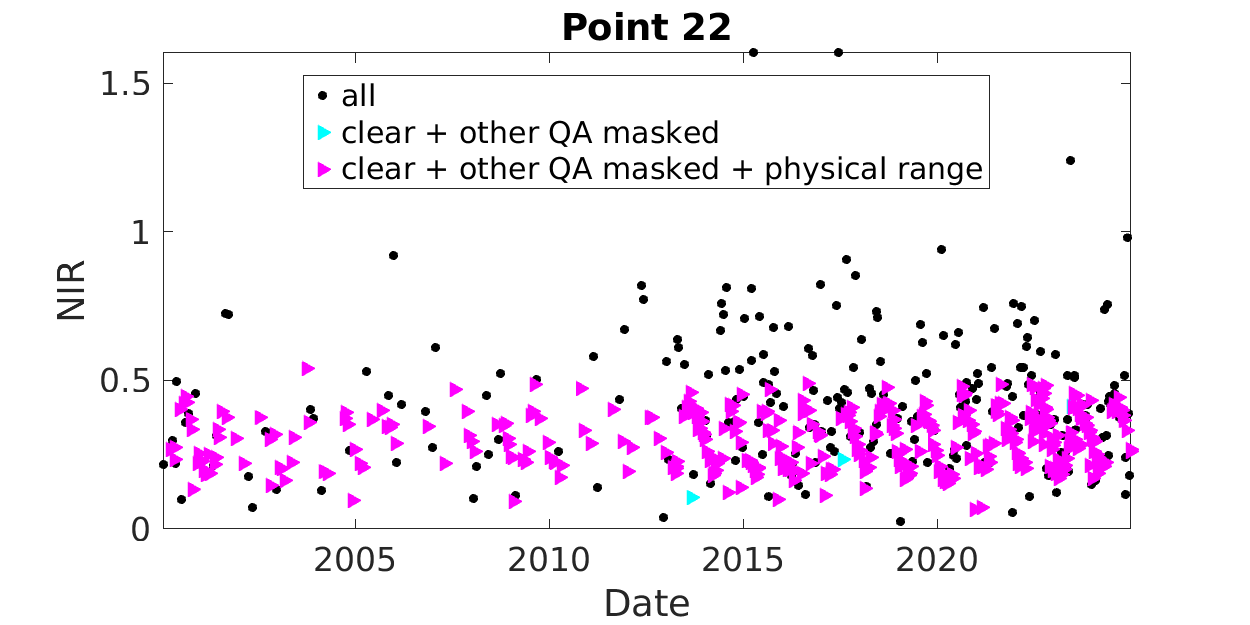 Point 22
1.5
1
0.5
0
NIR
all
clear + other QA masked
clear + other QA masked + physical range
2005 2010 2015 2020
Date